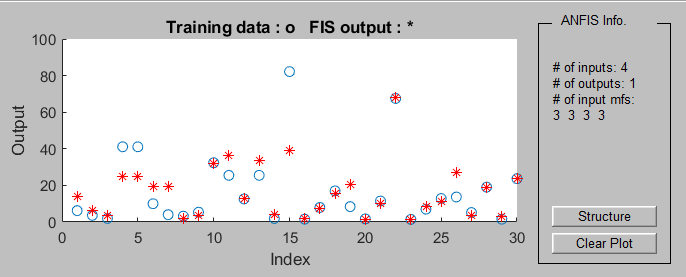 Training data : o   FIS output : *
100
80
60
40
20
0
Output
0 5 10 15 20 25 30
Index
ANFIS Info.
# of inputs: 4
# of outputs: 1
# of input mfs:
3 3 3 3
Structure
Clear Plot